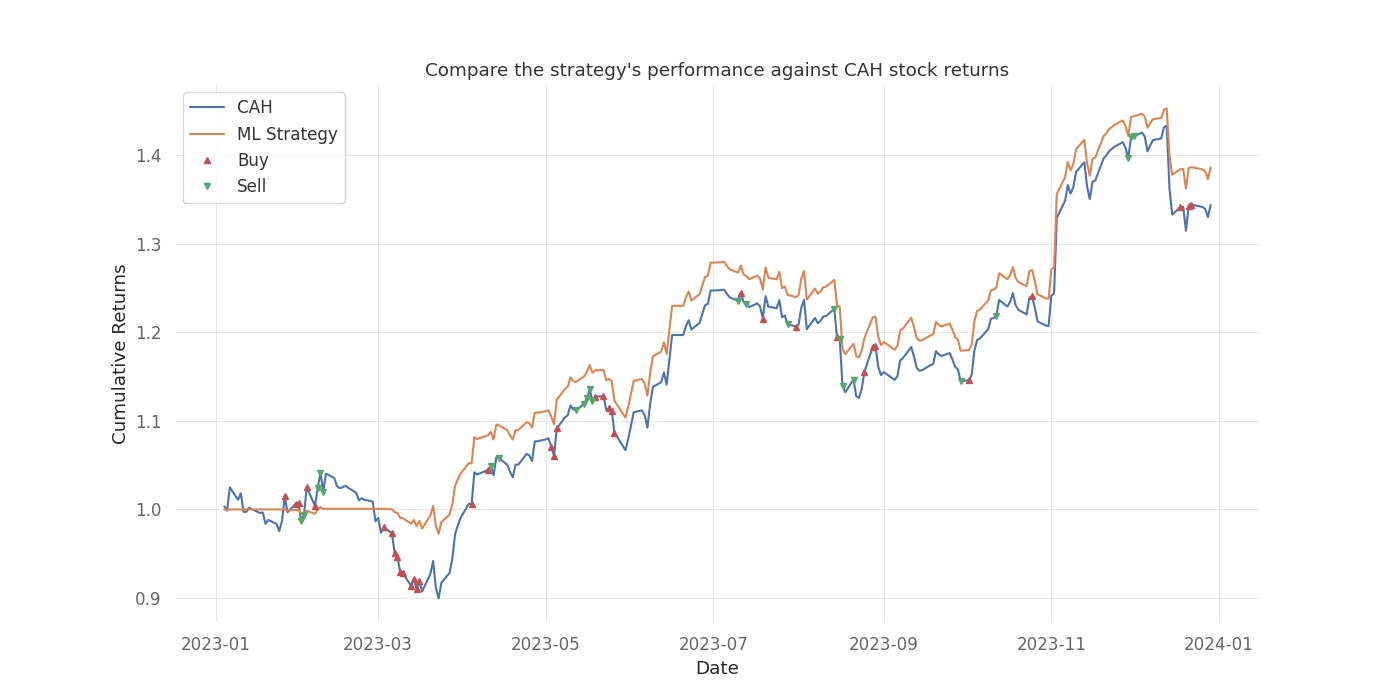 Compare the strategy's performance against CAH stock returns
CAH
ML Strategy
Buy
Sell
Cumulative Returns
1.4
1.3
1.2
1.1
1.0
0.9
2023-01 2023-03 2023-05 2023-07 2023-09 2023-11 2024-01
Date